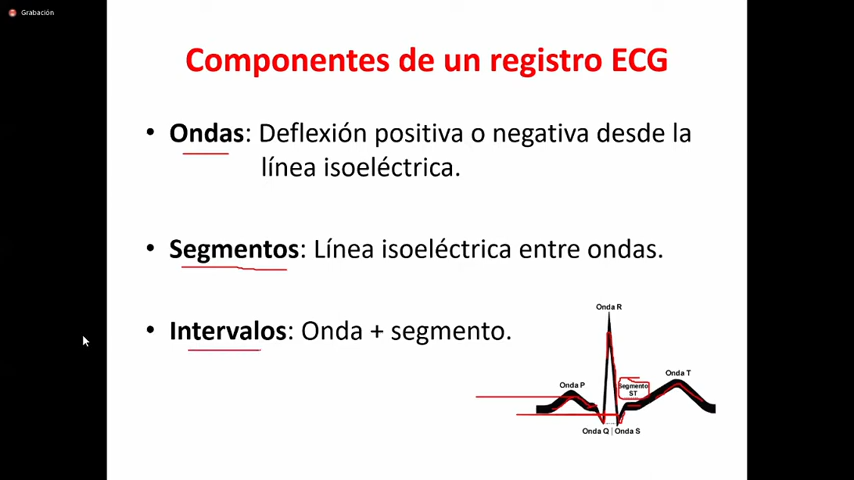 Grabación
Componentes de un registro ECG
• Ondas: Deflexión positiva o negativa desde la
línea isoeléctrica.
• Segmentos: Línea isoeléctrica entre ondas.
• Intervalos: Onda + segmento.
Onda R
Onda P
Segmento
ST
Onda T
Onda Q | Onda S